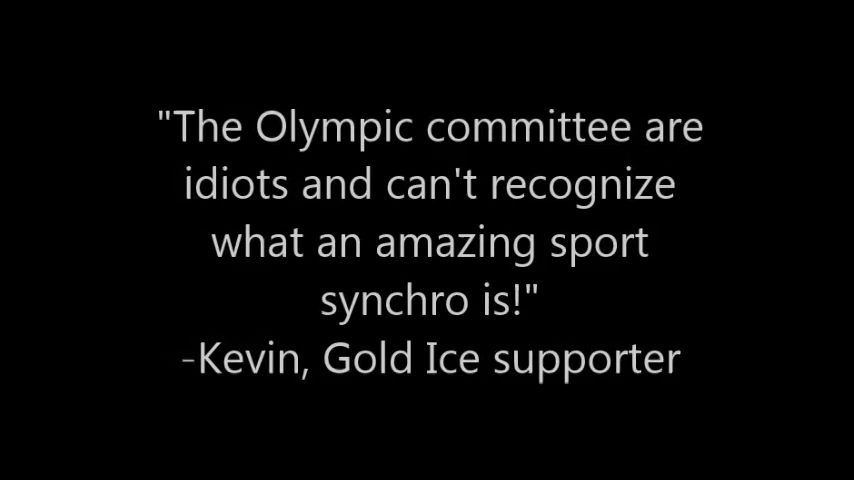 "The Olympic committee are
idiots and can't recognize
what an amazing sport
synchro is!"
-Kevin, Gold Ice supporter